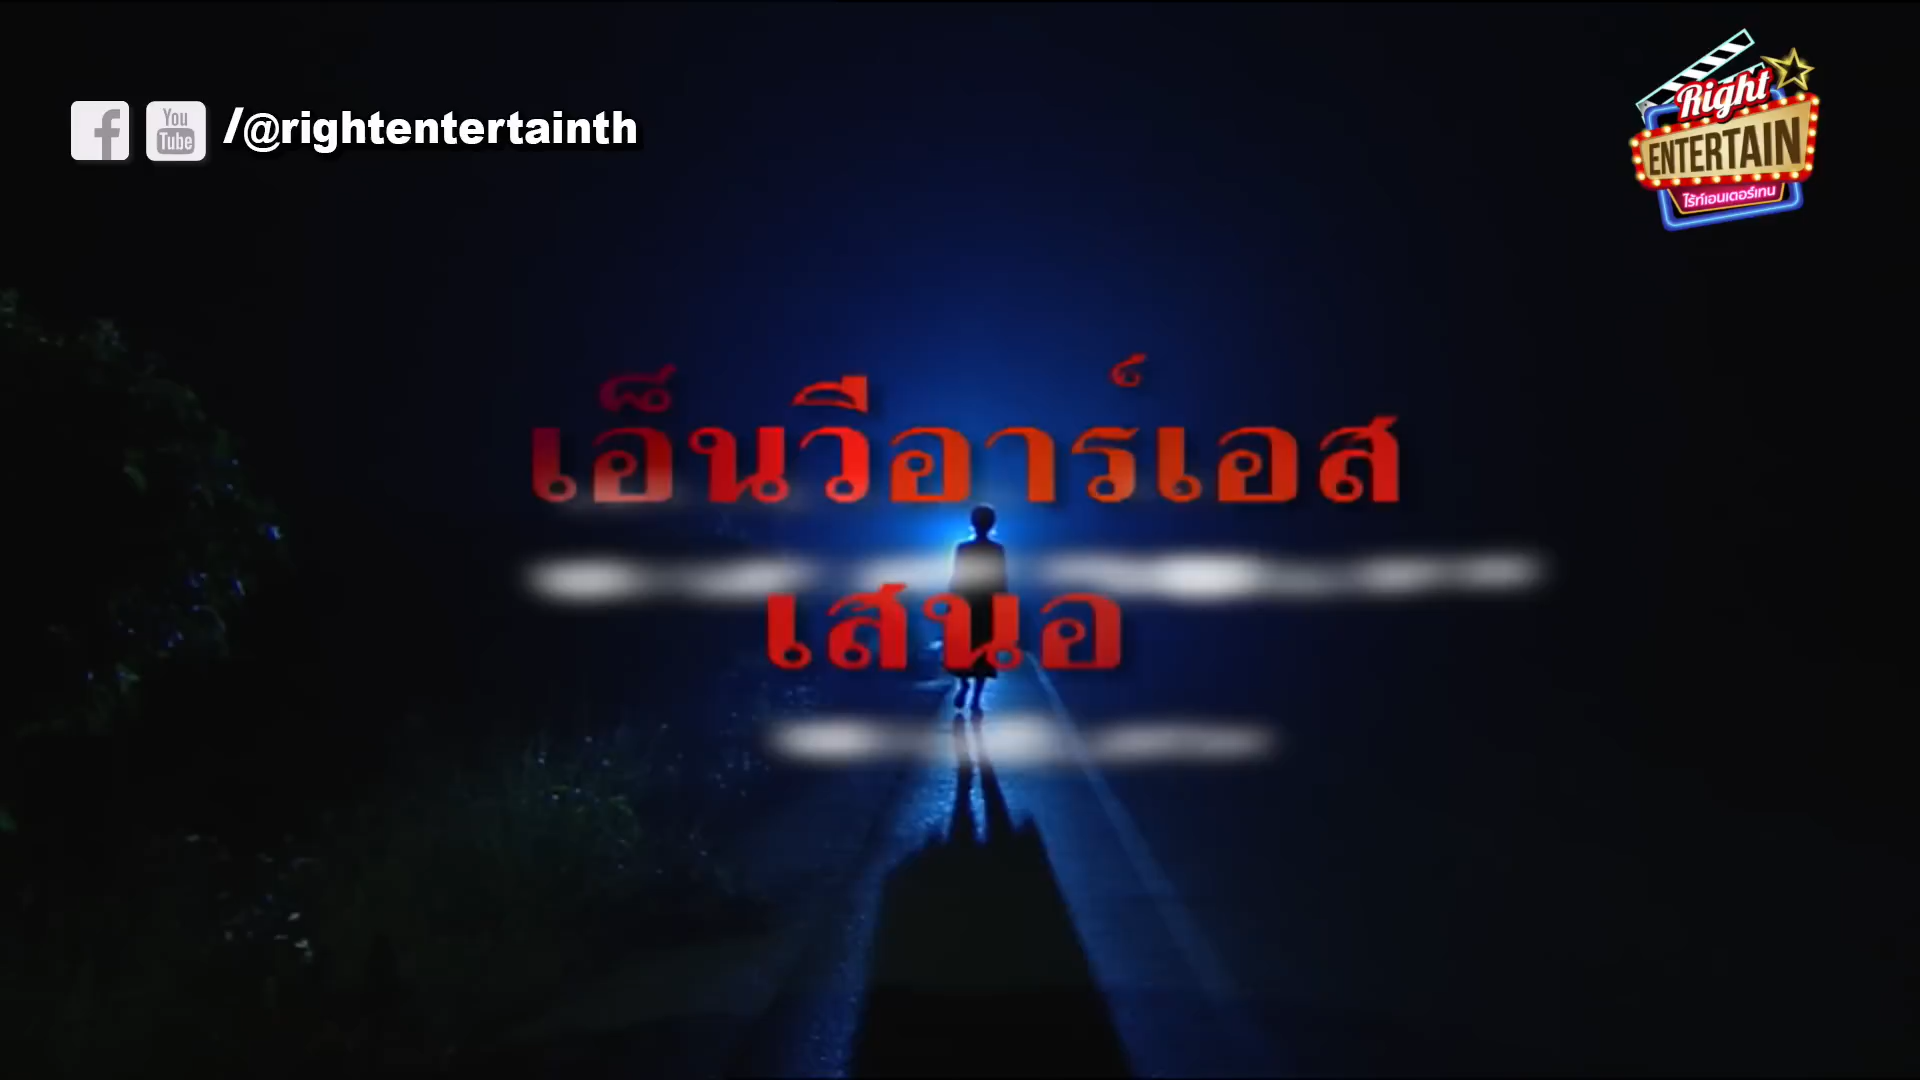 You
Tube
/@rightentertainth
Right
ENTERTAIN
ไร้ท์เอนเตอร์เทน
เอ็นวีอาร์เอส
เสนอ